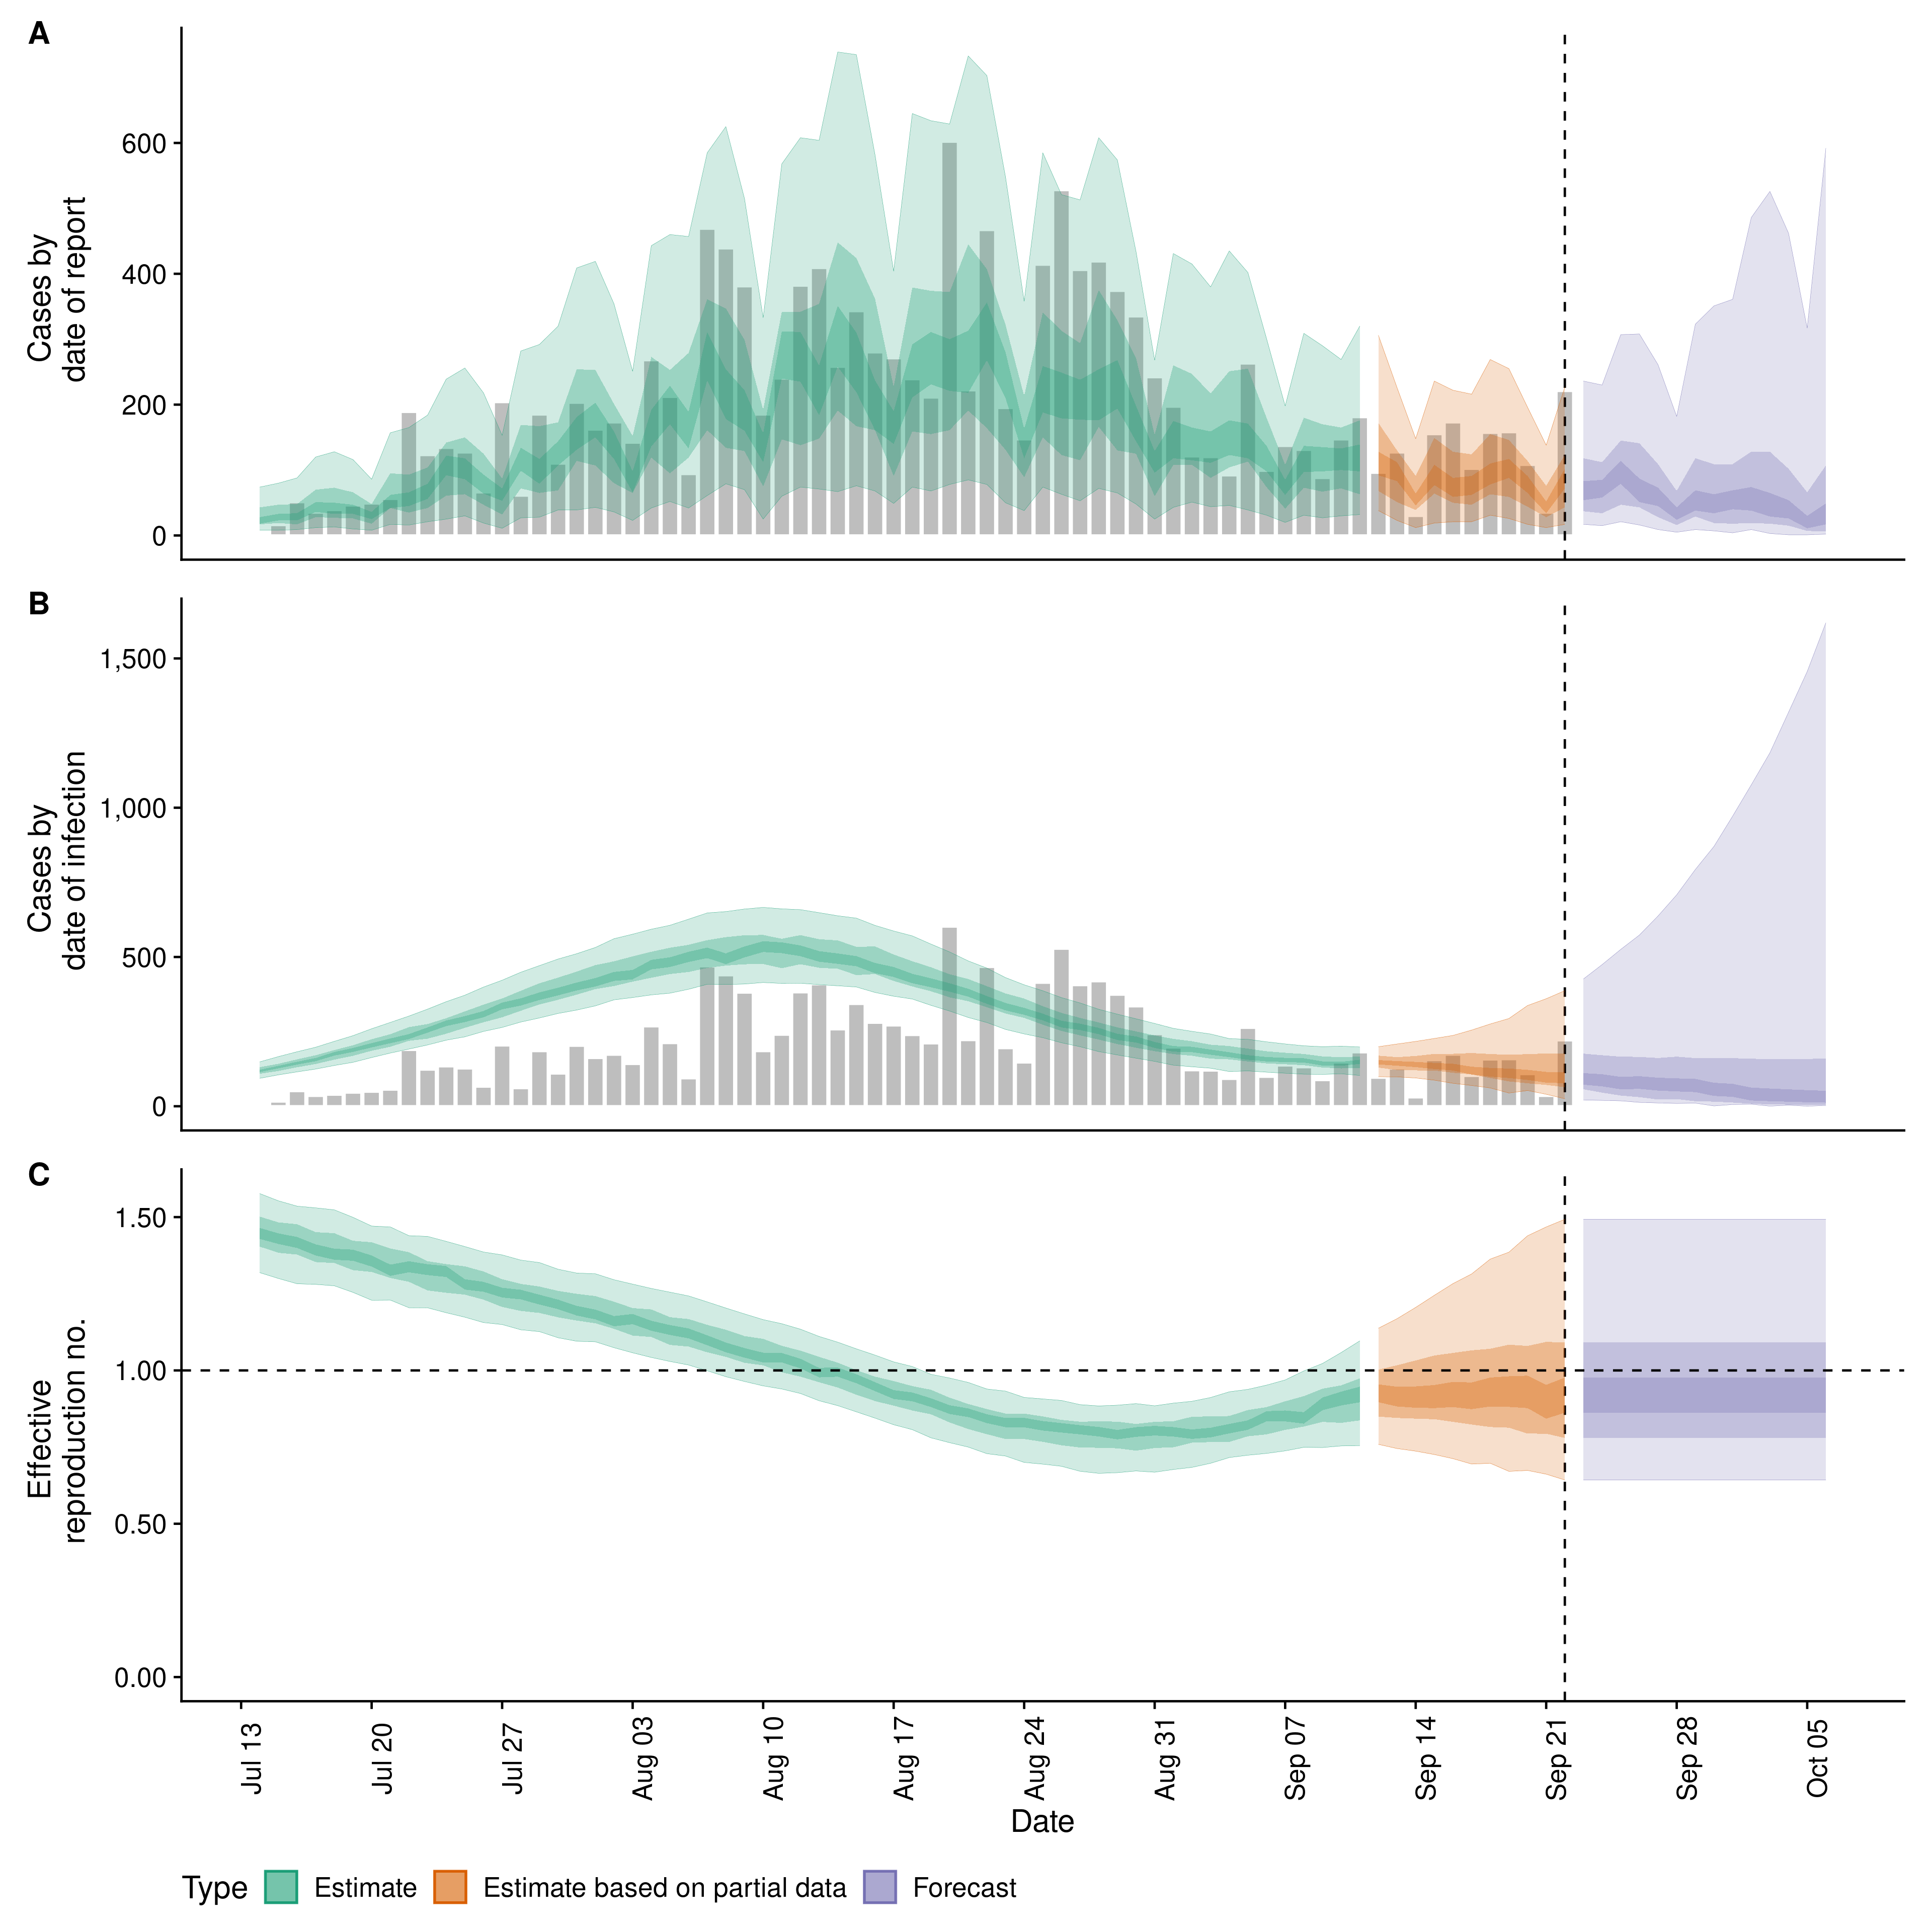 A
600
400
200
0
Cases by
date of report
B
1,500
1,000
500
0
Cases by
date of infection
C
1.50
1.00
0.50
0.00
Effective
reproduction no.
Jul 13
Jul 20
Jul 27
Aug 03
Aug 10
Aug 17
Aug 24
Aug 31
Sep 07
Sep 14
Sep 21
Sep 28
Oct 05
Date
Type Estimate Estimate based on partial data Forecast